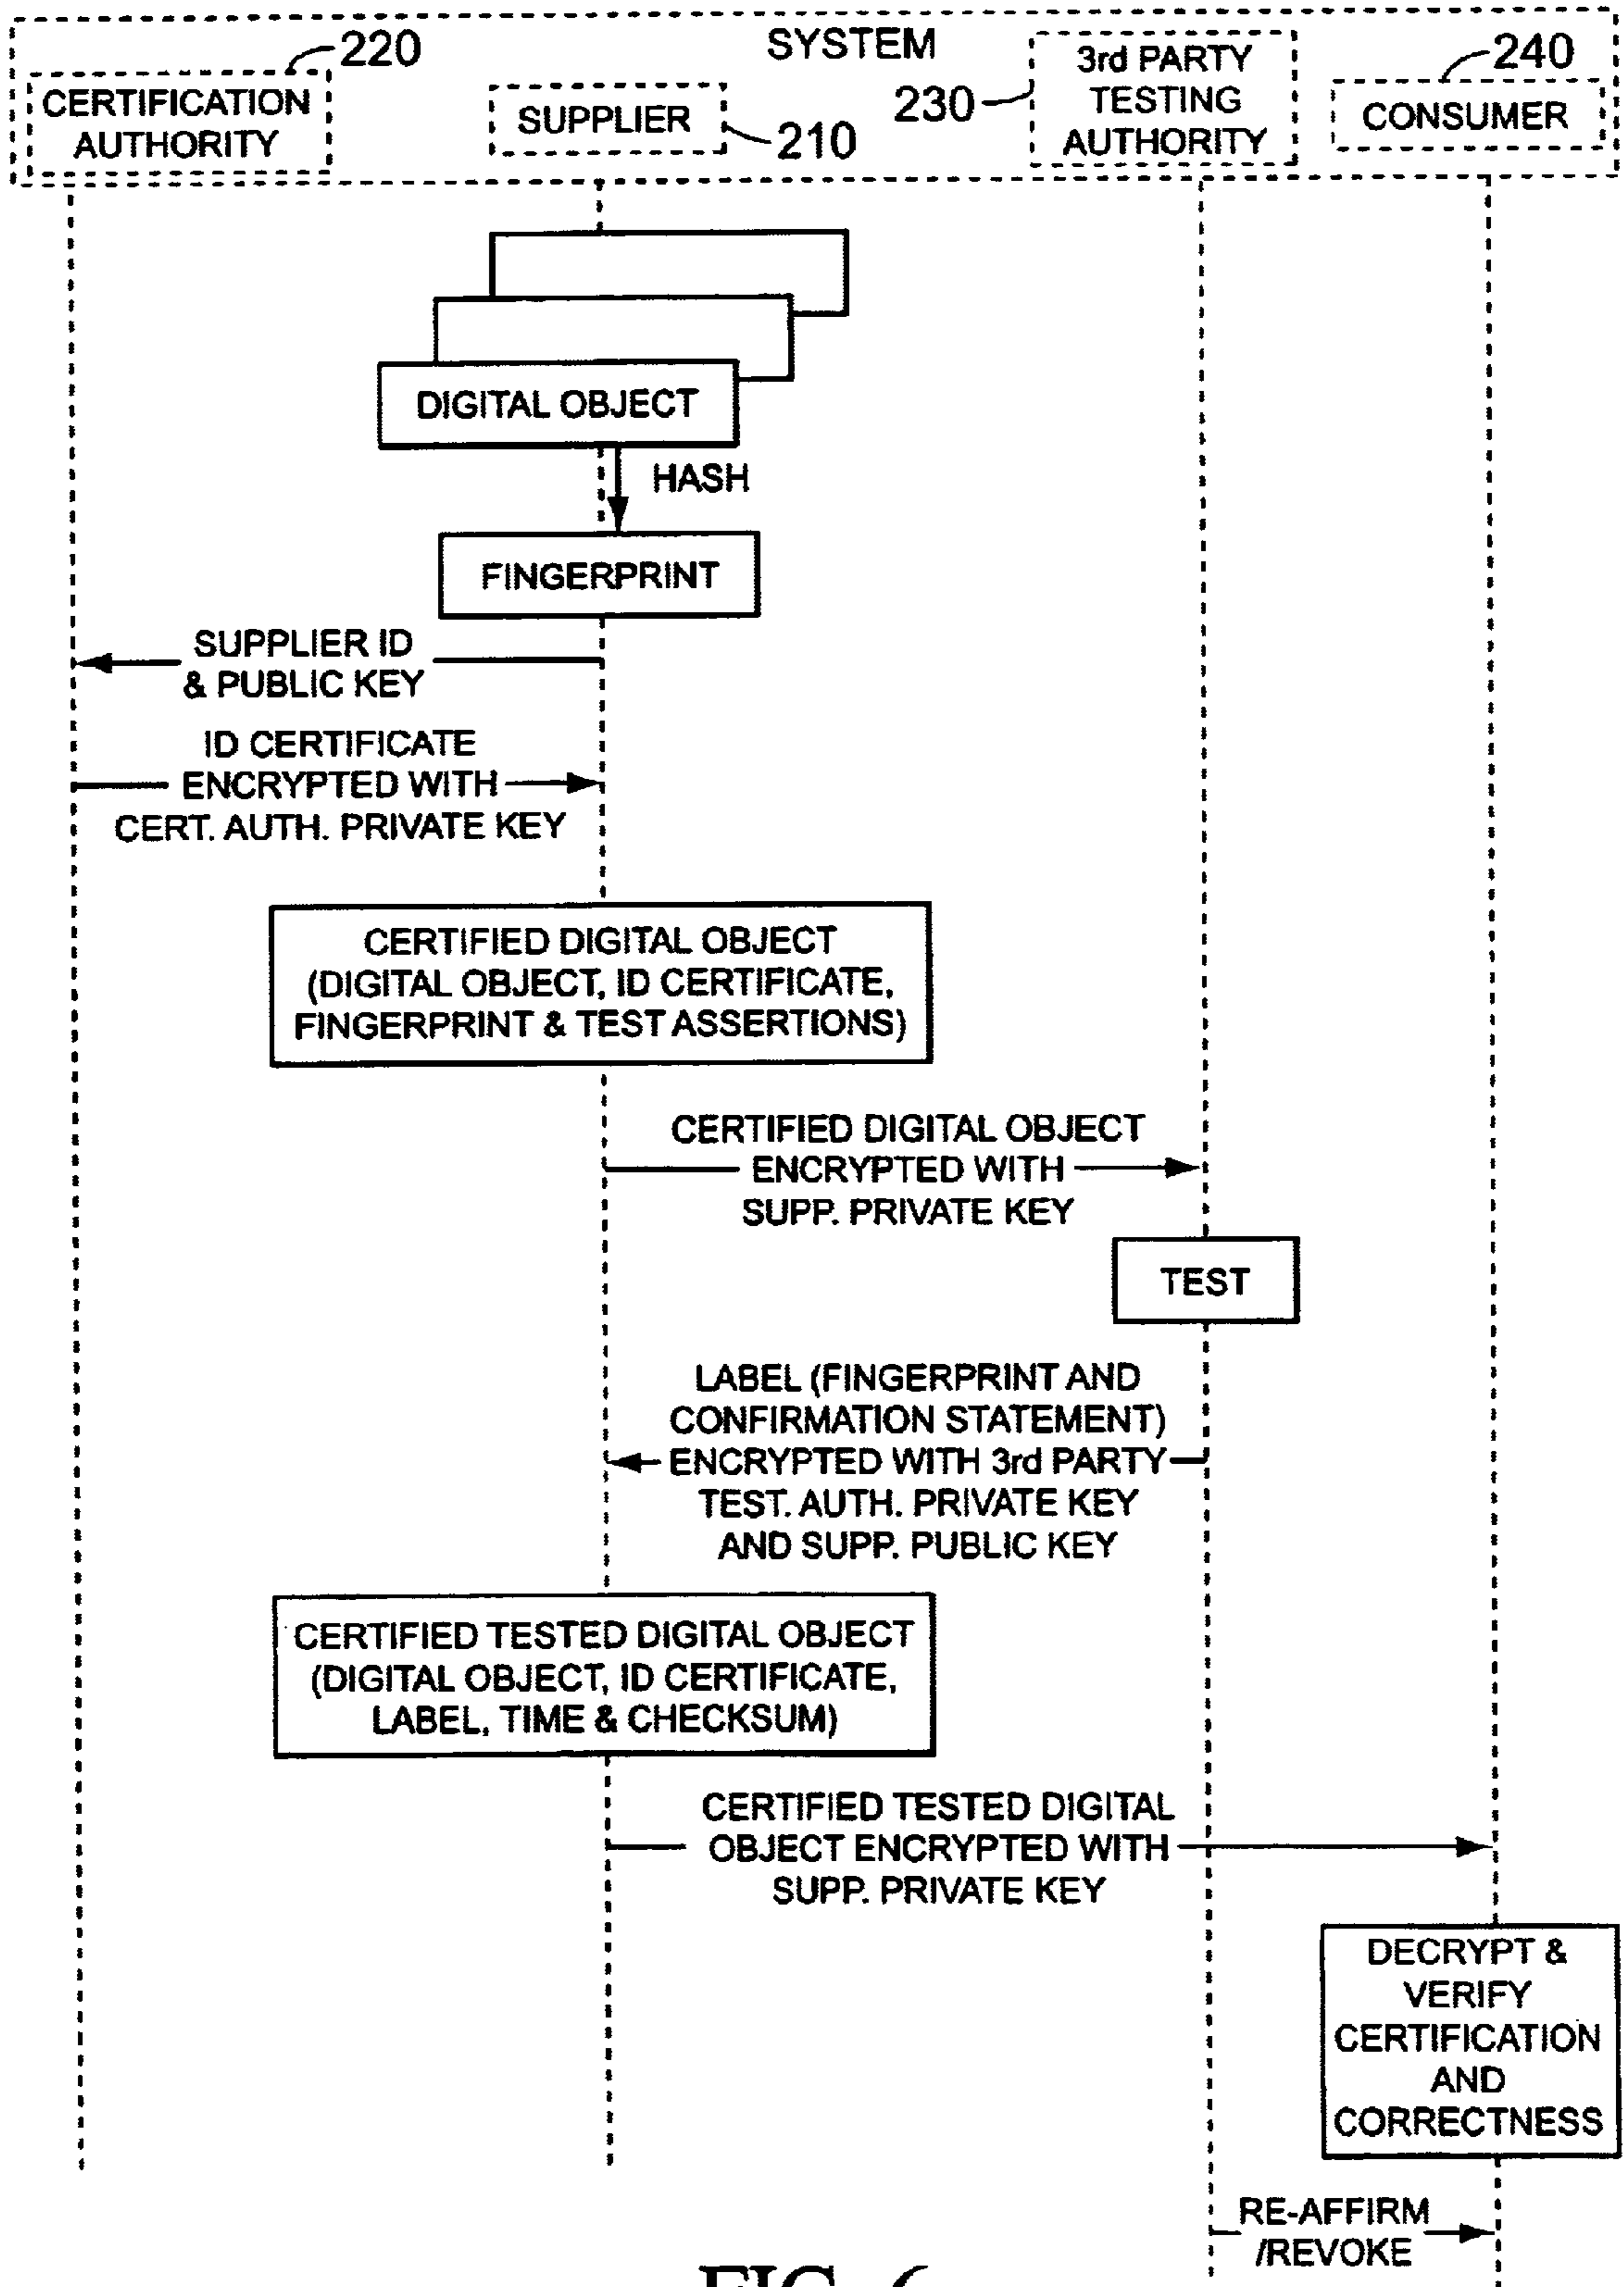 SYSTEM
220
CERTIFICATION
AUTHORITY
SUPPLIER
210
230
3rd PARTY
TESTING
AUTHORITY
240
CONSUMER
DIGITAL OBJECT
HASH
FINGERPRINT
SUPPLIER ID
& PUBLIC KEY
ID CERTIFICATE
ENCRYPTED WITH
CERT. AUTH. PRIVATE KEY
CERTIFIED DIGITAL OBJECT
(DIGITAL OBJECT, ID CERTIFICATE,
FINGERPRINT & TEST ASSERTIONS)
CERTIFIED DIGITAL OBJECT
ENCRYPTED WITH
SUPP. PRIVATE KEY
TEST
LABEL (FINGERPRINT AND
CONFIRMATION STATEMENT)
ENCRYPTED WITH 3rd PARTY
TEST. AUTH. PRIVATE KEY
AND SUPP. PUBLIC KEY
CERTIFIED TESTED DIGITAL OBJECT
(DIGITAL OBJECT, ID CERTIFICATE,
LABEL, TIME & CHECKSUM)
CERTIFIED TESTED DIGITAL
OBJECT ENCRYPTED WITH
SUPP. PRIVATE KEY
DECRYPT &
VERIFY
CERTIFICATION
AND
CORRECTNESS
RE-AFFIRM
/REVOKE
FIG. 6